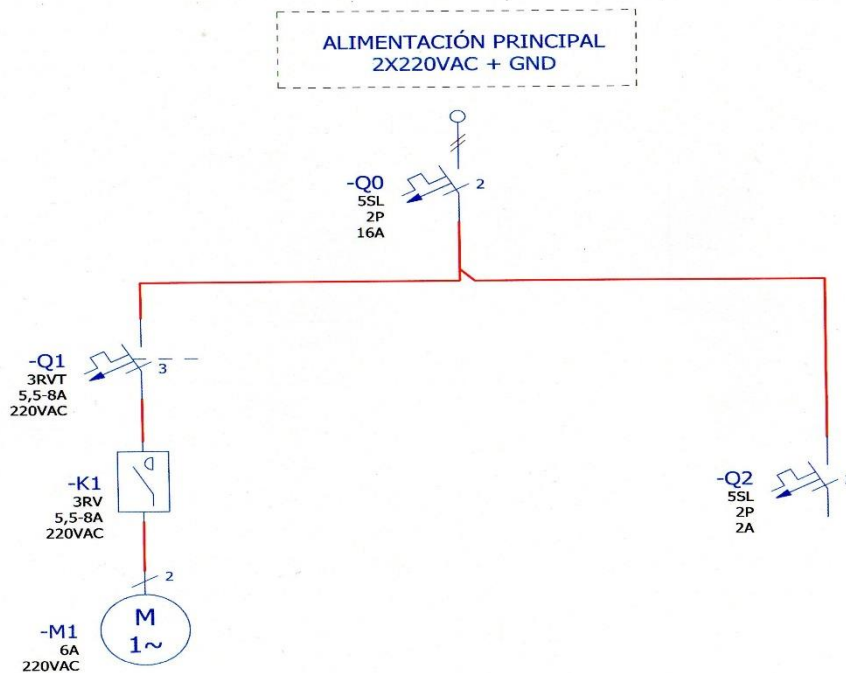 ALIMENTACIÓN PRINCIPAL
2X220VAC + GND
-Q0
5SL
2P
16A
2
-Q1
3RVT
5,5-8A
220VAC
3
-K1
3RV
5,5-8A
220VAC
-Q2
5SL
2P
2A
2
-M1
6A
220VAC
M
1~